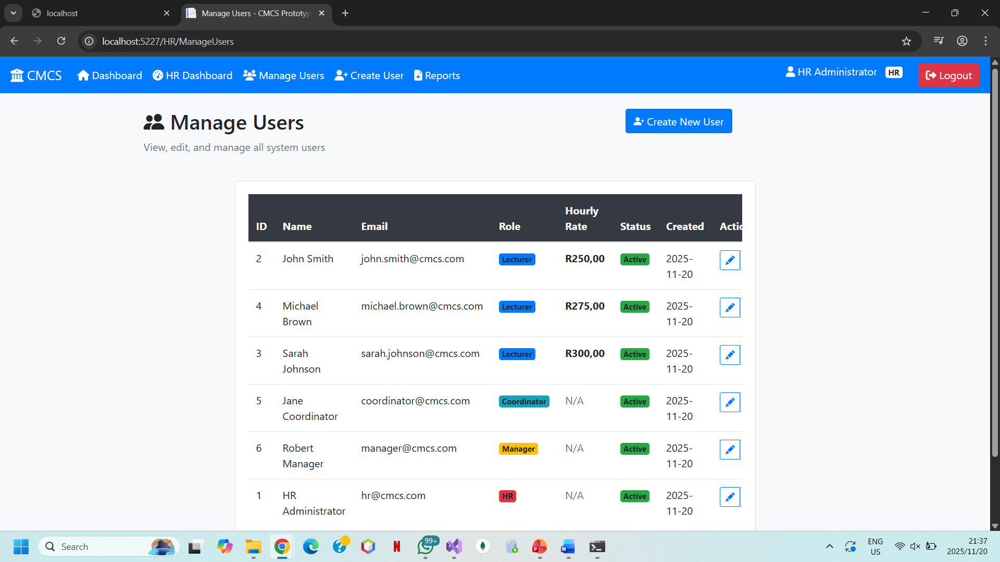 localhost
Manage Users - CMCS Prototyp
localhost:5227/HR/ManageUsers
CMCS Dashboard HR Dashboard Manage Users Create User Reports HR Administrator HR Logout
Manage Users
Create New User
View, edit, and manage all system users
ID Name Email Role Hourly Rate Status Created Actio
2 John Smith john.smith@cmcs.com Lecturer R250,00 Active 2025-
11-20
4 Michael michael.brown@cmcs.com Lecturer R275,00 Active 2025-
Brown 11-20
3 Sarah sarah.johnson@cmcs.com Lecturer R300,00 Active 2025-
Johnson 11-20
5 Jane coordinator@cmcs.com Coordinator N/A Active 2025-
Coordinator 11-20
6 Robert manager@cmcs.com Manager N/A Active 2025-
Manager 11-20
1 HR hr@cmcs.com HR N/A Active 2025-
Administrator 11-20
Search
99+
ENG
US
21:37
2025/11/20